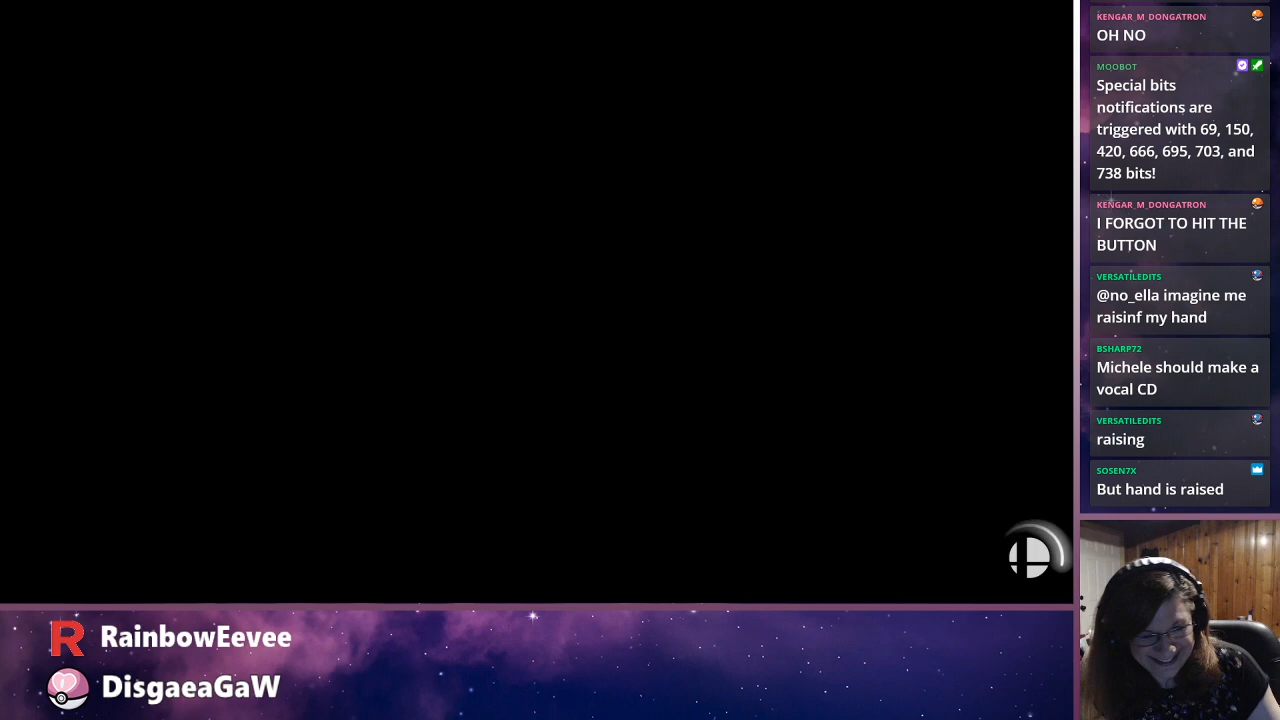 KENGAR_M_DONGATRON
OH NO
MOOBOT
Special bits
notifications are
triggered with 69, 150,
420, 666, 695, 703, and
738 bits!
KENGAR_M_DONGATRON
I FORGOT TO HIT THE
BUTTON
VERSATILEDITS
@no_ella imagine me
raisinf my hand
BSHARP72
Michele should make a
vocal CD
VERSATILEDITS
raising
SOSEN7X
But hand is raised
R RainbowEevee
DisgaeaGaW